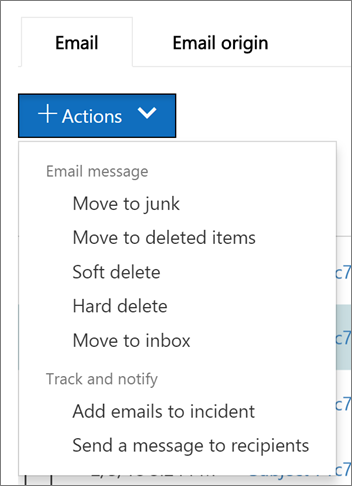 Email Email origin
+ Actions
Email message
Move to junk
c7
Move to deleted items
Soft delete
c7
Hard delete
Move to inbox
c7
Track and notify
Add emails to incident
c7
Send a message to recipients
c7